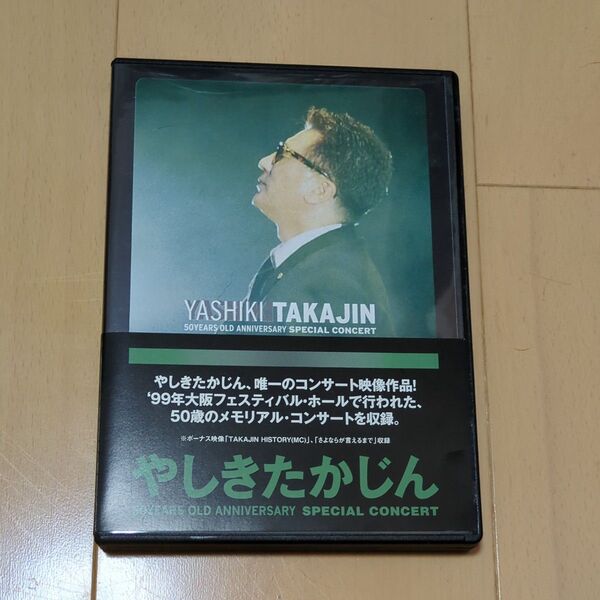 YASHIKI TAKAJIN
50YEARS OLD ANNIVERSARY SPECIAL CONCERT
やしきたかじん、唯一のコンサート映像作品!
'99年大阪フェスティバル・ホールで行われた、
50歳のメモリアル・コンサートを収録。
※ボーナス映像「TAKAJIN HISTORY(MC)」、「さよならが言えるまで」収録
やしきたかじん
50YEARS OLD ANNIVERSARY SPECIAL CONCERT